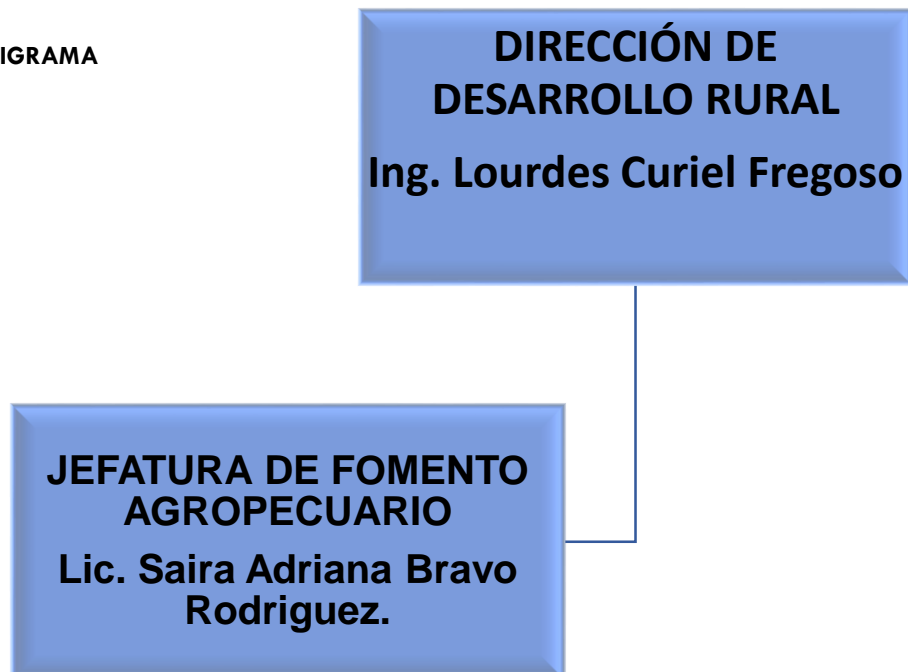 IGRAMA
DIRECCIÓN DE
DESARROLLO RURAL
Ing. Lourdes Curiel Fregoso
JEFATURA DE FOMENTO
AGROPECUARIO
Lic. Saira Adriana Bravo
Rodriguez.